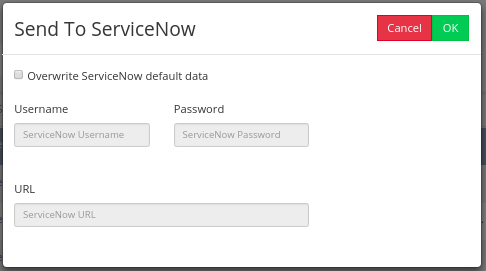 Send To ServiceNow
Cancel
OK
Overwrite ServiceNow default data
Username
Password
ServiceNow Username
ServiceNow Password
URL
ServiceNow URL